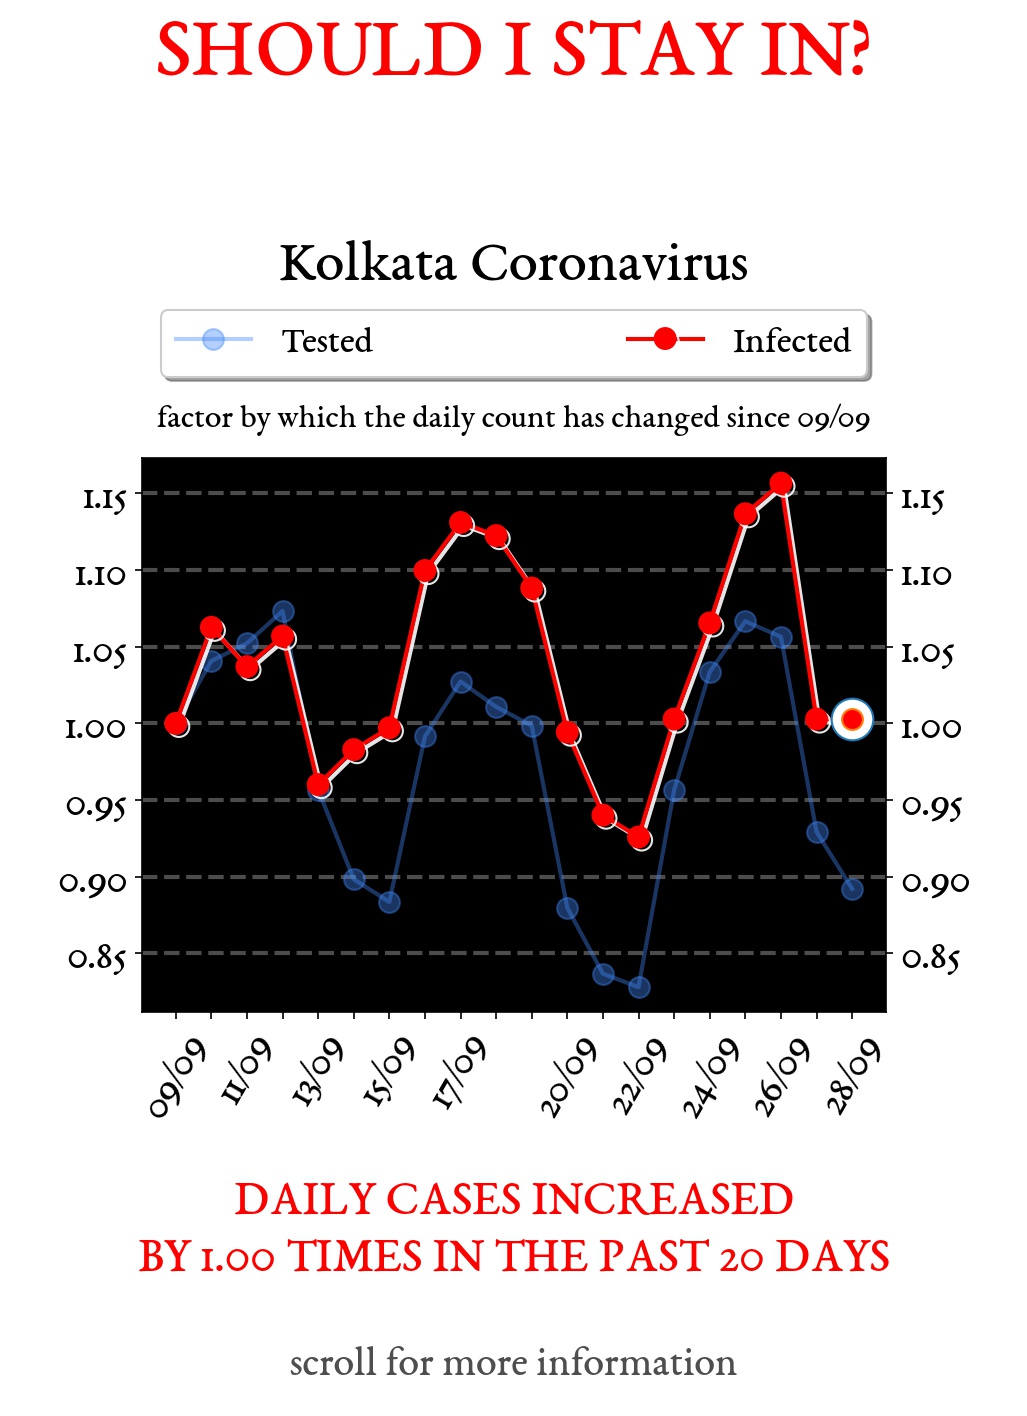 SHOULD I STAY IN?
Kolkata Coronavirus
Tested Infected
factor by which the daily count has changed since 09/09
1.15 1.15
1.10 1.10
1.05 1.05
1.00 1.00
0.95 0.95
0.90 0.90
0.85 0.85
09/09 11/09 13/09 15/09 17/09 20/09 22/09 24/09 26/09 28/09
DAILY CASES INCREASED
BY 1.00 TIMES IN THE PAST 20 DAYS
scroll for more information